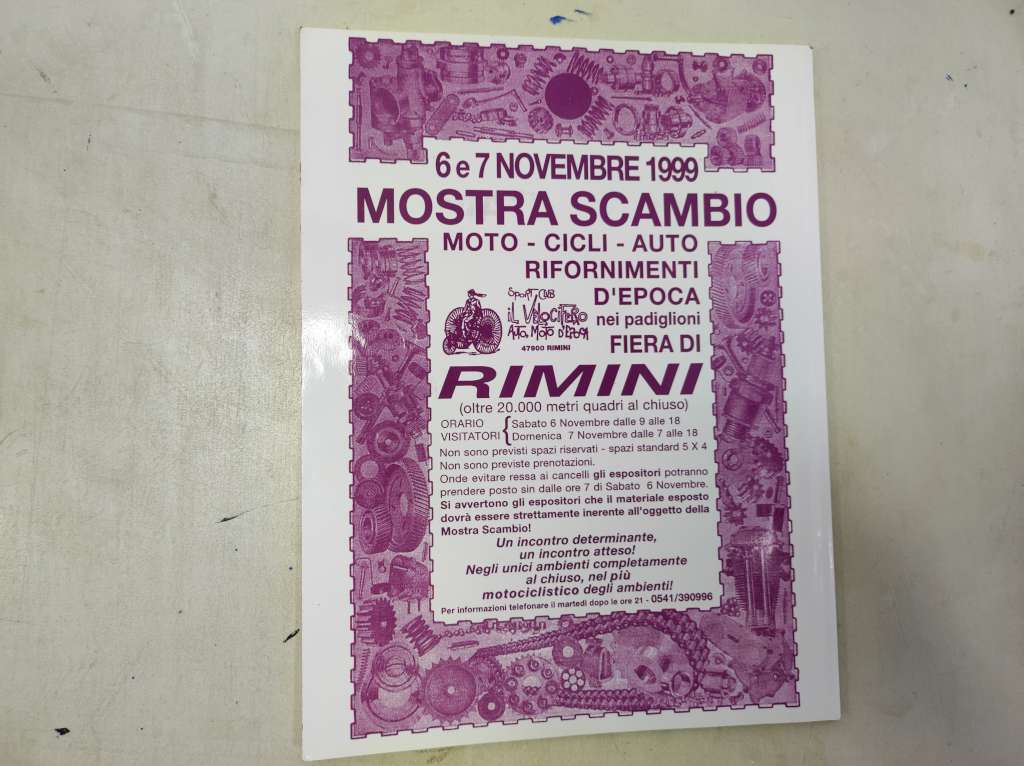 6 e 7 NOVEMBRE 1999
MOSTRA SCAMBIO
MOTO - CICLI - AUTO
RIFORNIMENTI
D'EPOCA
nei padiglioni
FIERA DI
SPORT CLUB
IL VELOCIFERO
AUTO, MOTO D'EPOCA
47900 RIMINI
RIMINI
(oltre 20.000 metri quadri al chiuso)
ORARIO VISITATORI { Sabato 6 Novembre dalle 9 alle 18
Domenica 7 Novembre dalle 7 alle 18
Non sono previsti spazi riservati - spazi standard 5 X 4
Non sono previste prenotazioni.
Onde evitare ressa ai cancelli gli espositori potranno
prendere posto sin dalle ore 7 di Sabato 6 Novembre.
Si avvertono gli espositori che il materiale esposto
dovrà essere strettamente inerente all'oggetto della
Mostra Scambio!
Un incontro determinante,
un incontro atteso!
Negli unici ambienti completamente
al chiuso, nel più
motociclistico degli ambienti!
Per informazioni telefonare il martedì dopo le ore 21 - 0541/390996